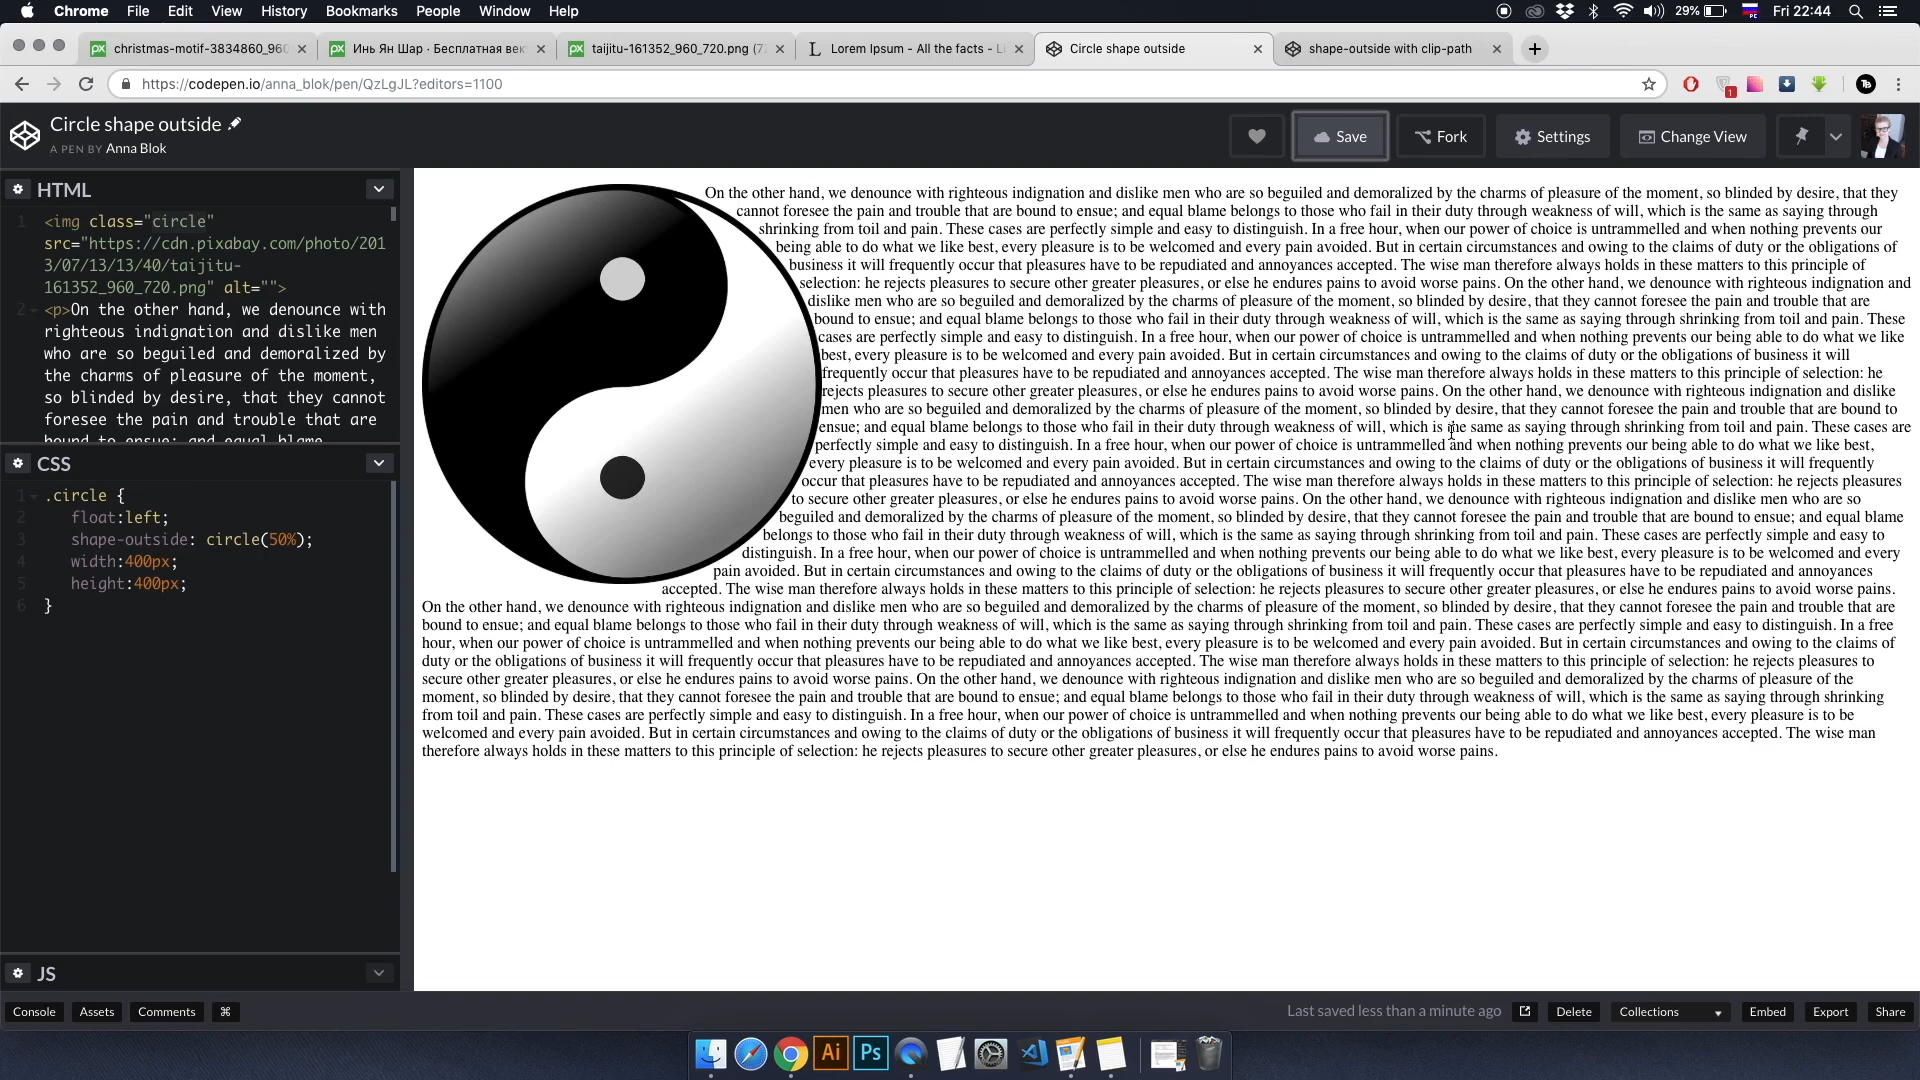 Chrome File Edit View History Bookmarks People Window Help 29% Fri 22:44
christmas-motif-3834860_960 Инь Ян Шар · Бесплатная век taijitu-161352_960_720.png (7 Lorem Ipsum - All the facts - Li Circle shape outside shape-outside with clip-path
https://codepen.io/anna_blok/pen/QzLgJL?editors=1100
Circle shape outside
A PEN BY Anna Blok
Save Fork Settings Change View
HTML
1 <img class="circle"
src="https://cdn.pixabay.com/photo/201
3/07/13/13/40/taijitu-
161352_960_720.png" alt="">
2 <p>On the other hand, we denounce with
righteous indignation and dislike men
who are so beguiled and demoralized by
the charms of pleasure of the moment,
so blinded by desire, that they cannot
foresee the pain and trouble that are
bound to ensue; and equal blame
CSS
1 .circle {
2 float:left;
3 shape-outside: circle(50%);
4 width:400px;
5 height:400px;
6 }
JS
On the other hand, we denounce with righteous indignation and dislike men who are so beguiled and demoralized by the charms of pleasure of the moment, so blinded by desire, that they
cannot foresee the pain and trouble that are bound to ensue; and equal blame belongs to those who fail in their duty through weakness of will, which is the same as saying through
shrinking from toil and pain. These cases are perfectly simple and easy to distinguish. In a free hour, when our power of choice is untrammelled and when nothing prevents our
being able to do what we like best, every pleasure is to be welcomed and every pain avoided. But in certain circumstances and owing to the claims of duty or the obligations of
business it will frequently occur that pleasures have to be repudiated and annoyances accepted. The wise man therefore always holds in these matters to this principle of
selection: he rejects pleasures to secure other greater pleasures, or else he endures pains to avoid worse pains. On the other hand, we denounce with righteous indignation and
dislike men who are so beguiled and demoralized by the charms of pleasure of the moment, so blinded by desire, that they cannot foresee the pain and trouble that are
bound to ensue; and equal blame belongs to those who fail in their duty through weakness of will, which is the same as saying through shrinking from toil and pain. These
cases are perfectly simple and easy to distinguish. In a free hour, when our power of choice is untrammelled and when nothing prevents our being able to do what we like
best, every pleasure is to be welcomed and every pain avoided. But in certain circumstances and owing to the claims of duty or the obligations of business it will
frequently occur that pleasures have to be repudiated and annoyances accepted. The wise man therefore always holds in these matters to this principle of selection: he
rejects pleasures to secure other greater pleasures, or else he endures pains to avoid worse pains. On the other hand, we denounce with righteous indignation and dislike
men who are so beguiled and demoralized by the charms of pleasure of the moment, so blinded by desire, that they cannot foresee the pain and trouble that are bound to
ensue; and equal blame belongs to those who fail in their duty through weakness of will, which is the same as saying through shrinking from toil and pain. These cases are
perfectly simple and easy to distinguish. In a free hour, when our power of choice is untrammelled and when nothing prevents our being able to do what we like best,
every pleasure is to be welcomed and every pain avoided. But in certain circumstances and owing to the claims of duty or the obligations of business it will frequently
occur that pleasures have to be repudiated and annoyances accepted. The wise man therefore always holds in these matters to this principle of selection: he rejects pleasures
to secure other greater pleasures, or else he endures pains to avoid worse pains. On the other hand, we denounce with righteous indignation and dislike men who are so
beguiled and demoralized by the charms of pleasure of the moment, so blinded by desire, that they cannot foresee the pain and trouble that are bound to ensue; and equal
blame belongs to those who fail in their duty through weakness of will, which is the same as saying through shrinking from toil and pain. These cases are perfectly simple and easy to
distinguish. In a free hour, when our power of choice is untrammelled and when nothing prevents our being able to do what we like best, every pleasure is to be welcomed and every
pain avoided. But in certain circumstances and owing to the claims of duty or the obligations of business it will frequently occur that pleasures have to be repudiated and annoyances
accepted. The wise man therefore always holds in these matters to this principle of selection: he rejects pleasures to secure other greater pleasures, or else he endures pains to avoid worse pains.
On the other hand, we denounce with righteous indignation and dislike men who are so beguiled and demoralized by the charms of pleasure of the moment, so blinded by desire, that they cannot foresee the pain and trouble that are
bound to ensue; and equal blame belongs to those who fail in their duty through weakness of will, which is the same as saying through shrinking from toil and pain. These cases are perfectly simple and easy to distinguish. In a free
hour, when our power of choice is untrammelled and when nothing prevents our being able to do what we like best, every pleasure is to be welcomed and every pain avoided. But in certain circumstances and owing to the claims of
duty or the obligations of business it will frequently occur that pleasures have to be repudiated and annoyances accepted. The wise man therefore always holds in these matters to this principle of selection: he rejects pleasures to
secure other greater pleasures, or else he endures pains to avoid worse pains. On the other hand, we denounce with righteous indignation and dislike men who are so beguiled and demoralized by the charms of pleasure of the
moment, so blinded by desire, that they cannot foresee the pain and trouble that are bound to ensue; and equal blame belongs to those who fail in their duty through weakness of will, which is the same as saying through shrinking
from toil and pain. These cases are perfectly simple and easy to distinguish. In a free hour, when our power of choice is untrammelled and when nothing prevents our being able to do what we like best, every pleasure is to be
welcomed and every pain avoided. But in certain circumstances and owing to the claims of duty or the obligations of business it will frequently occur that pleasures have to be repudiated and annoyances accepted. The wise man
therefore always holds in these matters to this principle of selection: he rejects pleasures to secure other greater pleasures, or else he endures pains to avoid worse pains.
Console Assets Comments ⌘ Last saved less than a minute ago Delete Collections Embed Export Share
Ai Ps